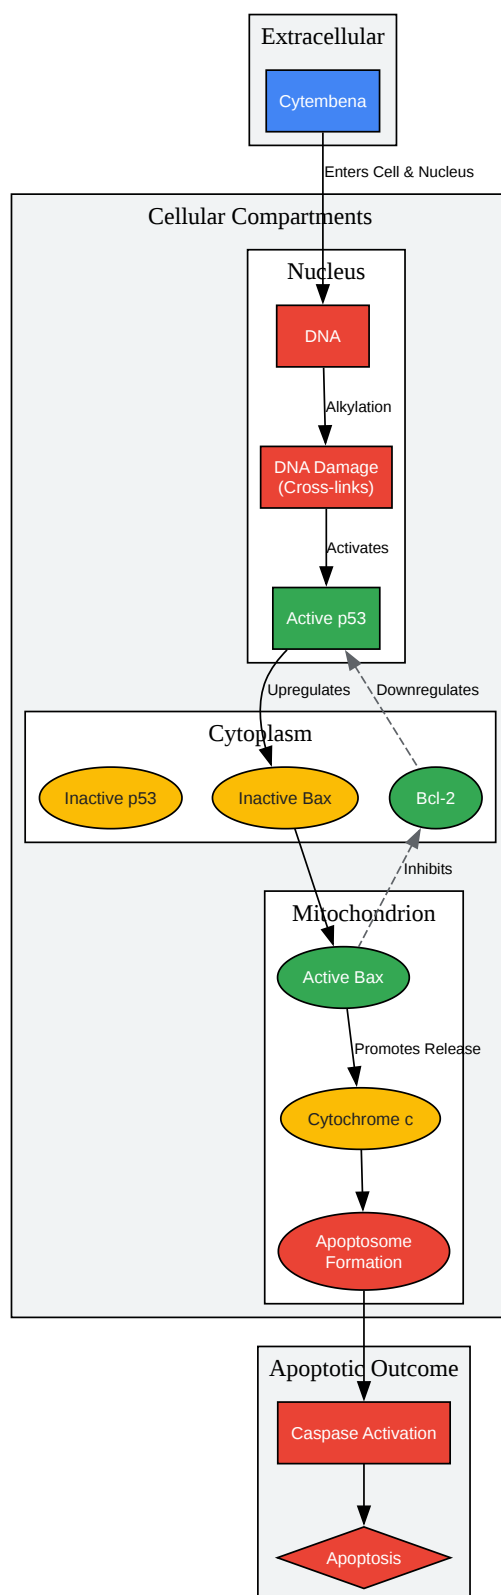 Extracellular
Cytembena
Enters Cell & Nucleus
Cellular Compartments
Nucleus
DNA
Alkylation
DNA Damage
(Cross-links)
Activates
Active p53
Upregulates
Downregulates
Cytoplasm
Inactive p53
Inactive Bax
Bcl-2
Inhibits
Mitochondrion
Active Bax
Promotes Release
Cytochrome c
Apoptosome
Formation
Apoptotic Outcome
Caspase Activation
Apoptosis